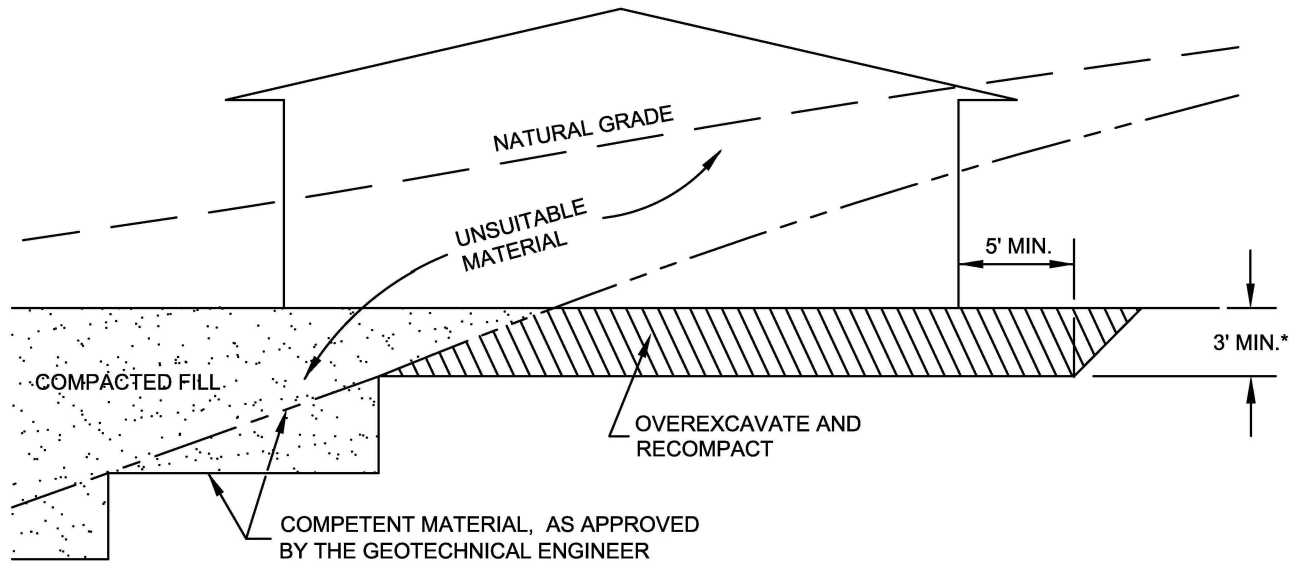 NATURAL GRADE
UNSUITABLE
MATERIAL
5' MIN.
3' MIN.*
COMPACTED FILL
OVEREXCAVATE AND
RECOMPACT
COMPETENT MATERIAL, AS APPROVED
BY THE GEOTECHNICAL ENGINEER